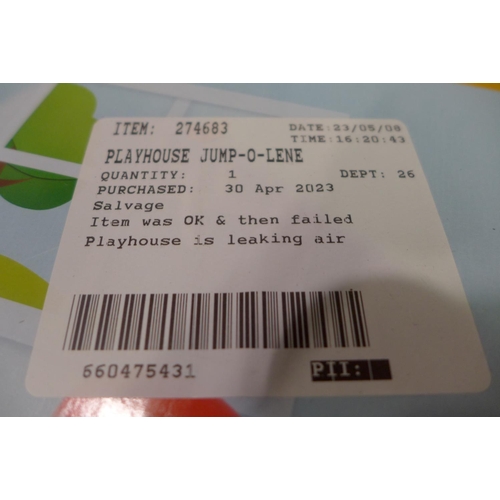 ITEM: 274683 DATE:23/05/08
TIME:16:20:43
PLAYHOUSE JUMP-O-LENE
QUANTITY: 1 DEPT: 26
PURCHASED: 30 Apr 2023
Salvage
Item was OK & then failed
Playhouse is leaking air
660475431 PII: